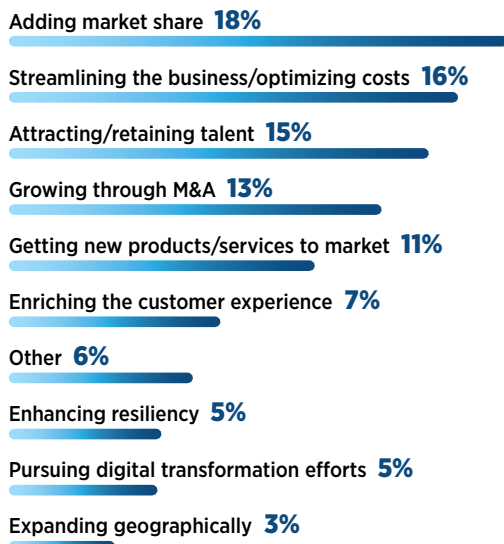 Adding market share 18%
Streamlining the business/optimizing costs 16%
Attracting/retaining talent 15%
Growing through M&A 13%
Getting new products/services to market 11%
Enriching the customer experience 7%
Other 6%
Enhancing resiliency 5%
Pursuing digital transformation efforts 5%
Expanding geographically 3%